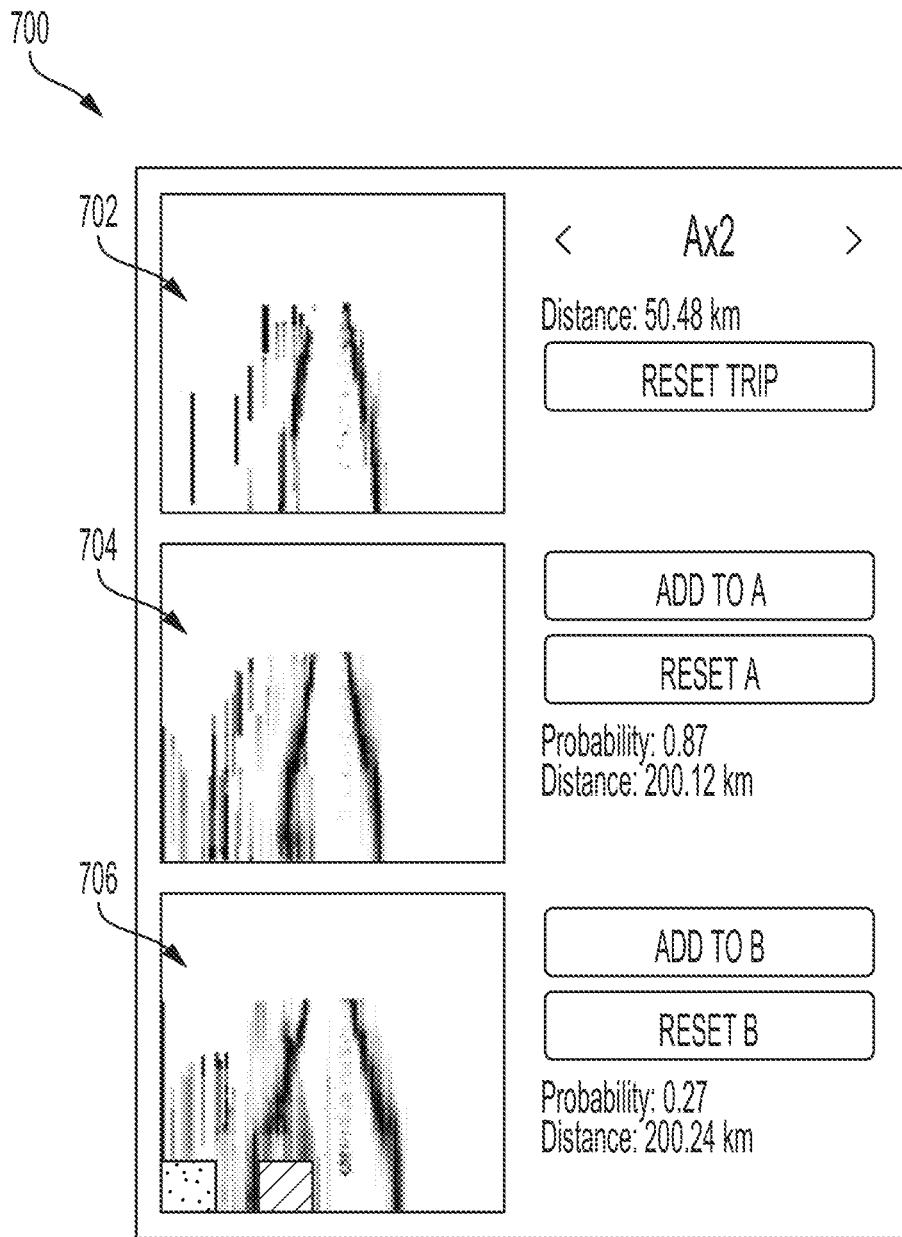 700
702
< Ax2 >
Distance: 50.48 km
RESET TRIP
704
ADD TO A
RESET A
Probability: 0.87
Distance: 200.12 km
706
ADD TO B
RESET B
Probability: 0.27
Distance: 200.24 km